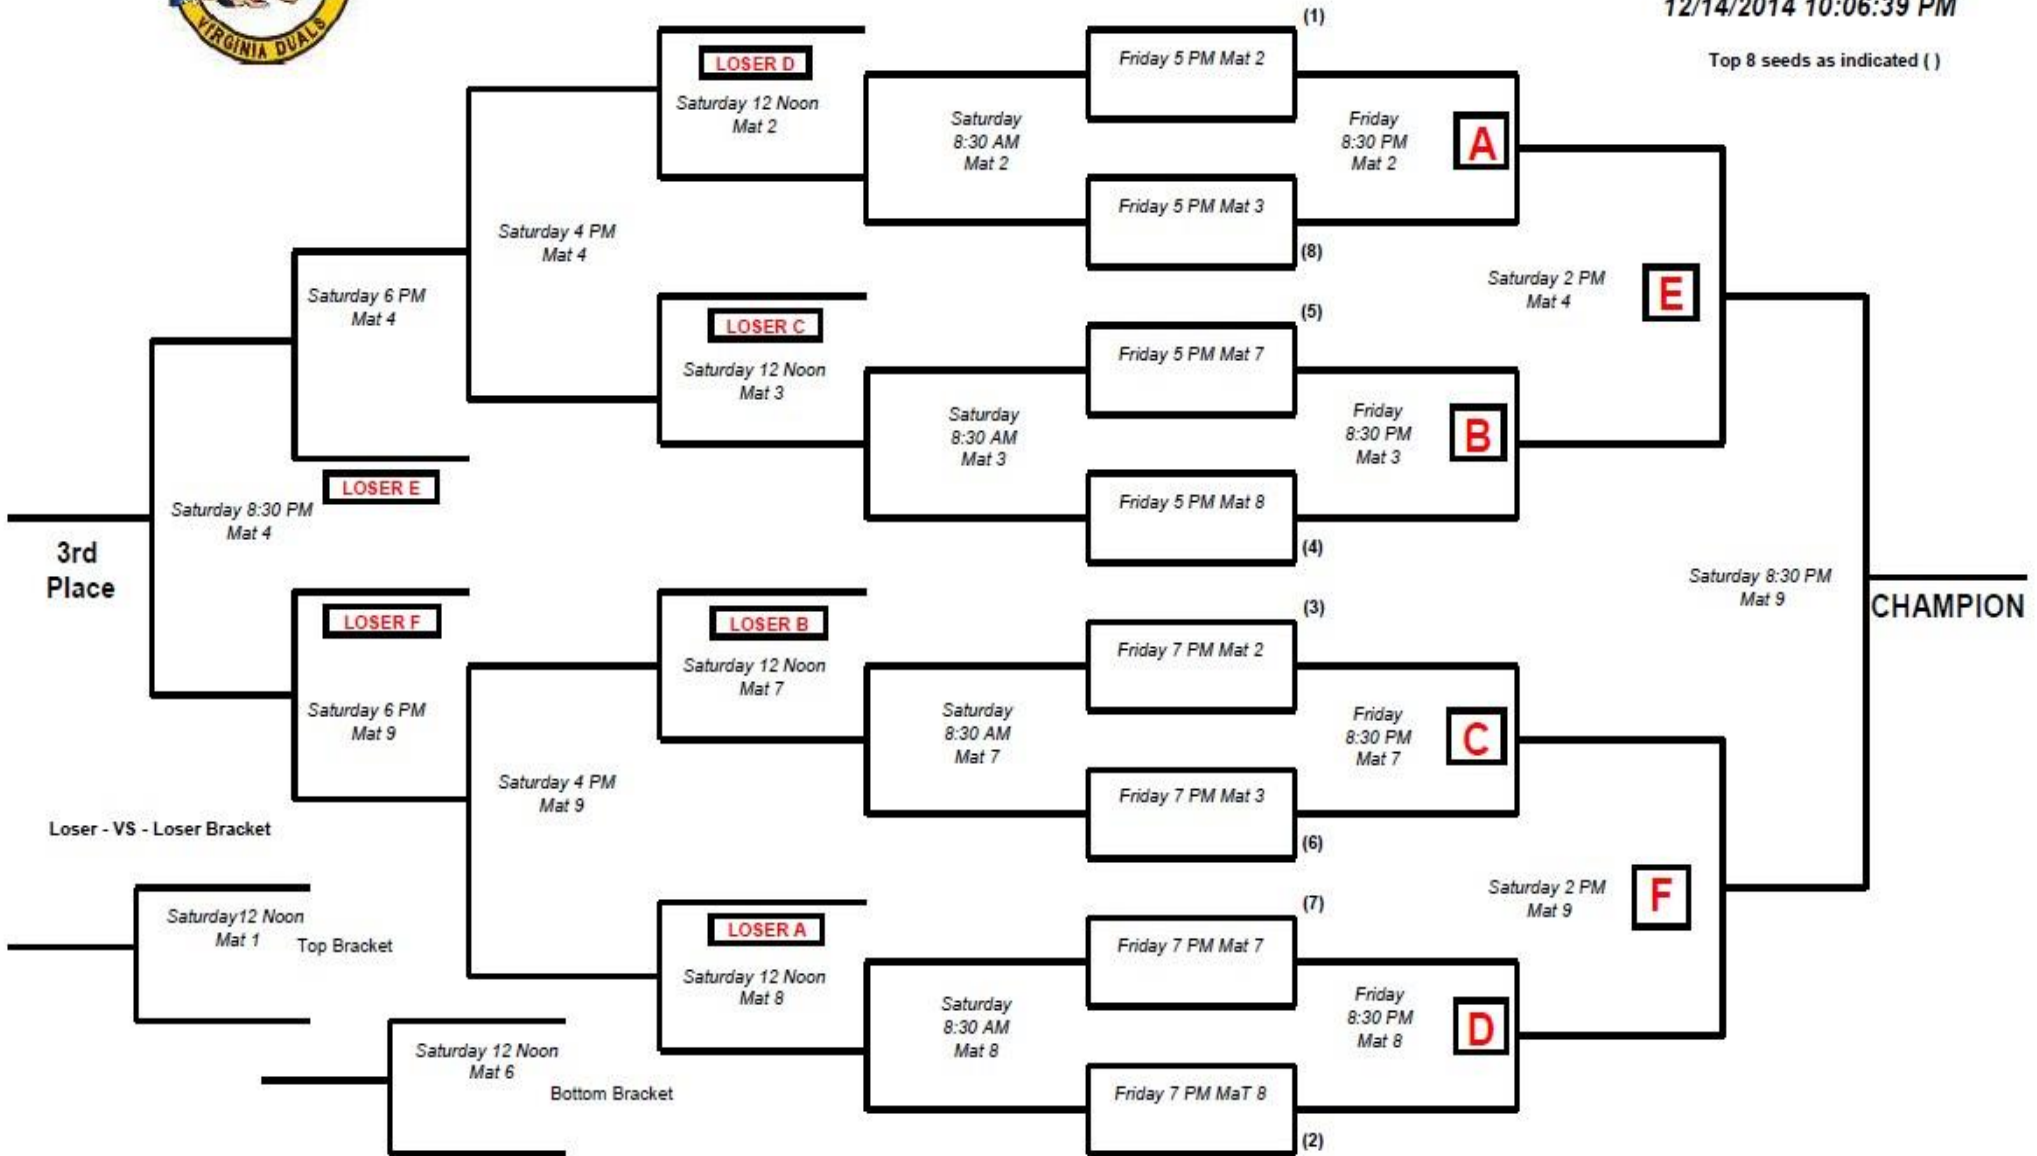 VIRGINIA DUALS
12/14/2014 10:06:39 PM
Top 8 seeds as indicated ( )
(1)
Friday 5 PM Mat 2
LOSER D
Saturday 12 Noon
Mat 2
Saturday
8:30 AM
Mat 2
Friday
8:30 PM
Mat 2
A
Friday 5 PM Mat 3
(8)
Saturday 4 PM
Mat 4
Saturday 2 PM
Mat 4
E
Saturday 6 PM
Mat 4
LOSER C
Saturday 12 Noon
Mat 3
(5)
Friday 5 PM Mat 7
Saturday
8:30 AM
Mat 3
Friday
8:30 PM
Mat 3
B
LOSER E
Friday 5 PM Mat 8
(4)
Saturday 8:30 PM
Mat 4
3rd
Place
Saturday 8:30 PM
Mat 9
CHAMPION
LOSER F
Saturday 6 PM
Mat 9
LOSER B
Saturday 12 Noon
Mat 7
(3)
Friday 7 PM Mat 2
Saturday
8:30 AM
Mat 7
Friday
8:30 PM
Mat 7
C
Friday 7 PM Mat 3
(6)
Saturday 4 PM
Mat 9
Loser - VS - Loser Bracket
Saturday 2 PM
Mat 9
F
Saturday12 Noon
Mat 1
Top Bracket
LOSER A
Saturday 12 Noon
Mat 8
(7)
Friday 7 PM Mat 7
Saturday
8:30 AM
Mat 8
Friday
8:30 PM
Mat 8
D
Saturday 12 Noon
Mat 6
Bottom Bracket
Friday 7 PM MaT 8
(2)